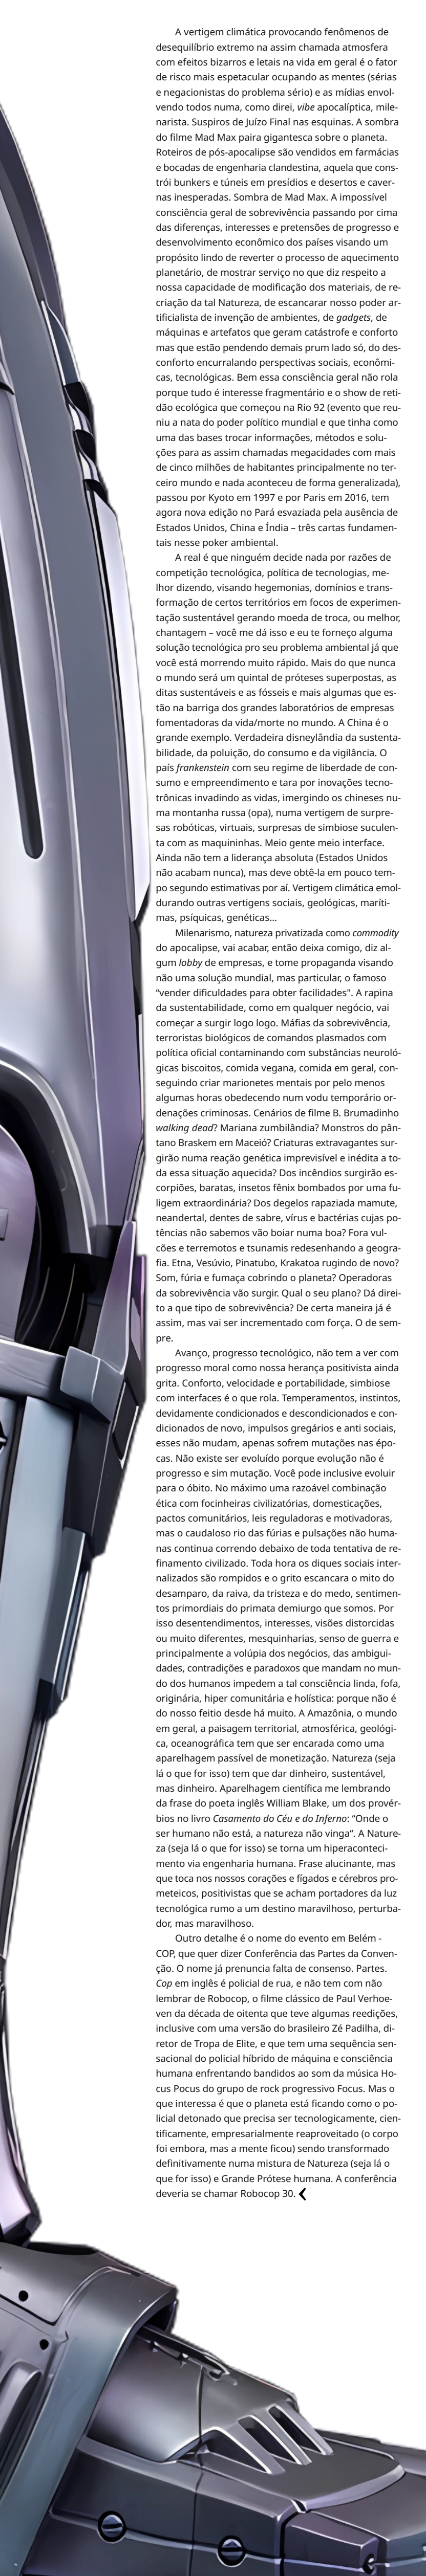 A vertigem climática provocando fenômenos de
desequilíbrio extremo na assim chamada atmosfera
com efeitos bizarros e letais na vida em geral é o fator
de risco mais espetacular ocupando as mentes (sérias
e negacionistas do problema sério) e as mídias envol-
vendo todos numa, como direi, vibe apocalíptica, mile-
narista. Suspiros de Juízo Final nas esquinas. A sombra
do filme Mad Max paira gigantesca sobre o planeta.
Roteiros de pós-apocalipse são vendidos em farmácias
e bocadas de engenharia clandestina, aquela que cons-
trói bunkers e túneis em presídios e desertos e caver-
nas inesperadas. Sombra de Mad Max. A impossível
consciência geral de sobrevivência passando por cima
das diferenças, interesses e pretensões de progresso e
desenvolvimento econômico dos países visando um
propósito lindo de reverter o processo de aquecimento
planetário, de mostrar serviço no que diz respeito a
nossa capacidade de modificação dos materiais, de re-
criação da tal Natureza, de escancarar nosso poder ar-
tificialista de invenção de ambientes, de gadgets, de
máquinas e artefatos que geram catástrofe e conforto
mas que estão pendendo demais prum lado só, do des-
conforto encurralando perspectivas sociais, econômi-
cas, tecnológicas. Bem essa consciência geral não rola
porque tudo é interesse fragmentário e o show de reti-
dão ecológica que começou na Rio 92 (evento que reu-
niu a nata do poder político mundial e que tinha como
uma das bases trocar informações, métodos e solu-
ções para as assim chamadas megacidades com mais
de cinco milhões de habitantes principalmente no ter-
ceiro mundo e nada aconteceu de forma generalizada),
passou por Kyoto em 1997 e por Paris em 2016, tem
agora nova edição no Pará esvaziada pela ausência de
Estados Unidos, China e Índia – três cartas fundamen-
tais nesse poker ambiental.
A real é que ninguém decide nada por razões de
competição tecnológica, política de tecnologias, me-
lhor dizendo, visando hegemonias, domínios e trans-
formação de certos territórios em focos de experimen-
tação sustentável gerando moeda de troca, ou melhor,
chantagem – você me dá isso e eu te forneço alguma
solução tecnológica pro seu problema ambiental já que
você está morrendo muito rápido. Mais do que nunca
o mundo será um quintal de próteses superpostas, as
ditas sustentáveis e as fósseis e mais algumas que es-
tão na barriga dos grandes laboratórios de empresas
fomentadoras da vida/morte no mundo. A China é o
grande exemplo. Verdadeira disneylândia da sustenta-
bilidade, da poluição, do consumo e da vigilância. O
país frankenstein com seu regime de liberdade de con-
sumo e empreendimento e tara por inovações tecno-
trônicas invadindo as vidas, imergindo os chineses nu-
ma montanha russa (opa), numa vertigem de surpre-
sas robóticas, virtuais, surpresas de simbiose suculen-
ta com as maquininhas. Meio gente meio interface.
Ainda não tem a liderança absoluta (Estados Unidos
não acabam nunca), mas deve obtê-la em pouco tem-
po segundo estimativas por aí. Vertigem climática emol-
durando outras vertigens sociais, geológicas, maríti-
mas, psíquicas, genéticas...
Milenarismo, natureza privatizada como commodity
do apocalipse, vai acabar, então deixa comigo, diz al-
gum lobby de empresas, e tome propaganda visando
não uma solução mundial, mas particular, o famoso
"vender dificuldades para obter facilidades". A rapina
da sustentabilidade, como em qualquer negócio, vai
começar a surgir logo logo. Máfias da sobrevivência,
terroristas biológicos de comandos plasmados com
política oficial contaminando com substâncias neuroló-
gicas biscoitos, comida vegana, comida em geral, con-
seguindo criar marionetes mentais por pelo menos
algumas horas obedecendo num vodu temporário or-
denações criminosas. Cenários de filme B. Brumadinho
walking dead? Mariana zumbilândia? Monstros do pân-
tano Braskem em Maceió? Criaturas extravagantes sur-
girão numa reação genética imprevisível e inédita a to-
da essa situação aquecida? Dos incêndios surgirão es-
corpiões, baratas, insetos fênix bombados por uma fu-
ligem extraordinária? Dos degelos rapaziada mamute,
neandertal, dentes de sabre, vírus e bactérias cujas po-
tências não sabemos vão boiar numa boa? Fora vul-
cões e terremotos e tsunamis redesenhando a geogra-
fia. Etna, Vesúvio, Pinatubo, Krakatoa rugindo de novo?
Som, fúria e fumaça cobrindo o planeta? Operadoras
da sobrevivência vão surgir. Qual o seu plano? Dá direi-
to a que tipo de sobrevivência? De certa maneira já é
assim, mas vai ser incrementado com força. O de sem-
pre.
Avanço, progresso tecnológico, não tem a ver com
progresso moral como nossa herança positivista ainda
grita. Conforto, velocidade e portabilidade, simbiose
com interfaces é o que rola. Temperamentos, instintos,
devidamente condicionados e descondicionados e con-
dicionados de novo, impulsos gregários e anti sociais,
esses não mudam, apenas sofrem mutações nas épo-
cas. Não existe ser evoluído porque evolução não é
progresso e sim mutação. Você pode inclusive evoluir
para o óbito. No máximo uma razoável combinação
ética com focinheiras civilizatórias, domesticações,
pactos comunitários, leis reguladoras e motivadoras,
mas o caudaloso rio das fúrias e pulsações não huma-
nas continua correndo debaixo de toda tentativa de re-
finamento civilizado. Toda hora os diques sociais inter-
nalizados são rompidos e o grito escancara o mito do
desamparo, da raiva, da tristeza e do medo, sentimen-
tos primordiais do primata demiurgo que somos. Por
isso desentendimentos, interesses, visões distorcidas
ou muito diferentes, mesquinharias, senso de guerra e
principalmente a volúpia dos negócios, das ambigui-
dades, contradições e paradoxos que mandam no mun-
do dos humanos impedem a tal consciência linda, fofa,
originária, hiper comunitária e holística: porque não é
do nosso feitio desde há muito. A Amazônia, o mundo
em geral, a paisagem territorial, atmosférica, geológi-
ca, oceanográfica tem que ser encarada como uma
aparelhagem passível de monetização. Natureza (seja
lá o que for isso) tem que dar dinheiro, sustentável,
mas dinheiro. Aparelhagem científica me lembrando
da frase do poeta inglês William Blake, um dos provér-
bios no livro Casamento do Céu e do Inferno: “Onde o
ser humano não está, a natureza não vinga”. A Nature-
za (seja lá o que for isso) se torna um hiperaconteci-
mento via engenharia humana. Frase alucinante, mas
que toca nos nossos corações e fígados e cérebros pro-
meteicos, positivistas que se acham portadores da luz
tecnológica rumo a um destino maravilhoso, perturba-
dor, mas maravilhoso.
Outro detalhe é o nome do evento em Belém -
COP, que quer dizer Conferência das Partes da Conven-
ção. O nome já prenuncia falta de consenso. Partes.
Cop em inglês é policial de rua, e não tem com não
lembrar de Robocop, o filme clássico de Paul Verhoe-
ven da década de oitenta que teve algumas reedições,
inclusive com uma versão do brasileiro Zé Padilha, di-
retor de Tropa de Elite, e que tem uma sequência sen-
sacional do policial híbrido de máquina e consciência
humana enfrentando bandidos ao som da música Ho-
cus Pocus do grupo de rock progressivo Focus. Mas o
que interessa é que o planeta está ficando como o po-
licial detonado que precisa ser tecnologicamente, cien-
tificamente, empresarialmente reaproveitado (o corpo
foi embora, mas a mente ficou) sendo transformado
definitivamente numa mistura de Natureza (seja lá o
que for isso) e Grande Prótese humana. A conferência
deveria se chamar Robocop 30.